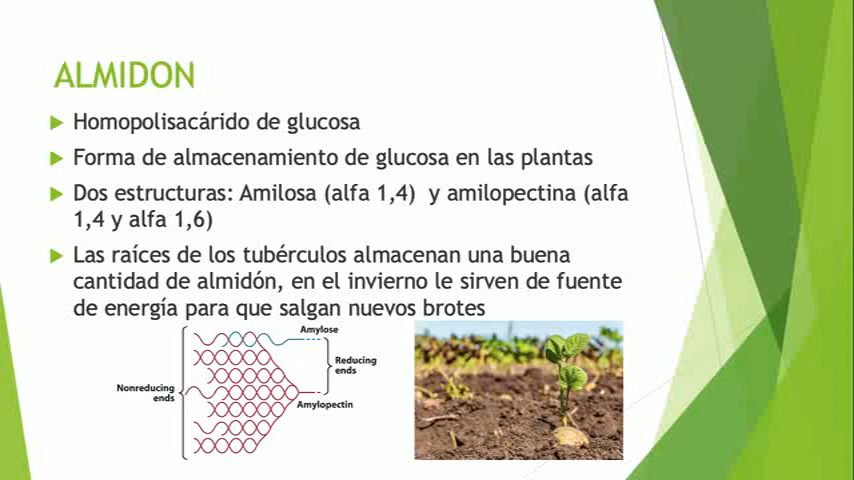 ALMIDON
Homopolisacárido de glucosa
Forma de almacenamiento de glucosa en las plantas
Dos estructuras: Amilosa (alfa 1,4) y amilopectina (alfa
1,4 y alfa 1,6)
Las raíces de los tubérculos almacenan una buena
cantidad de almidón, en el invierno le sirven de fuente
de energía para que salgan nuevos brotes
Amylose
Reducing
ends
Nonreducing
ends
Amylopectin